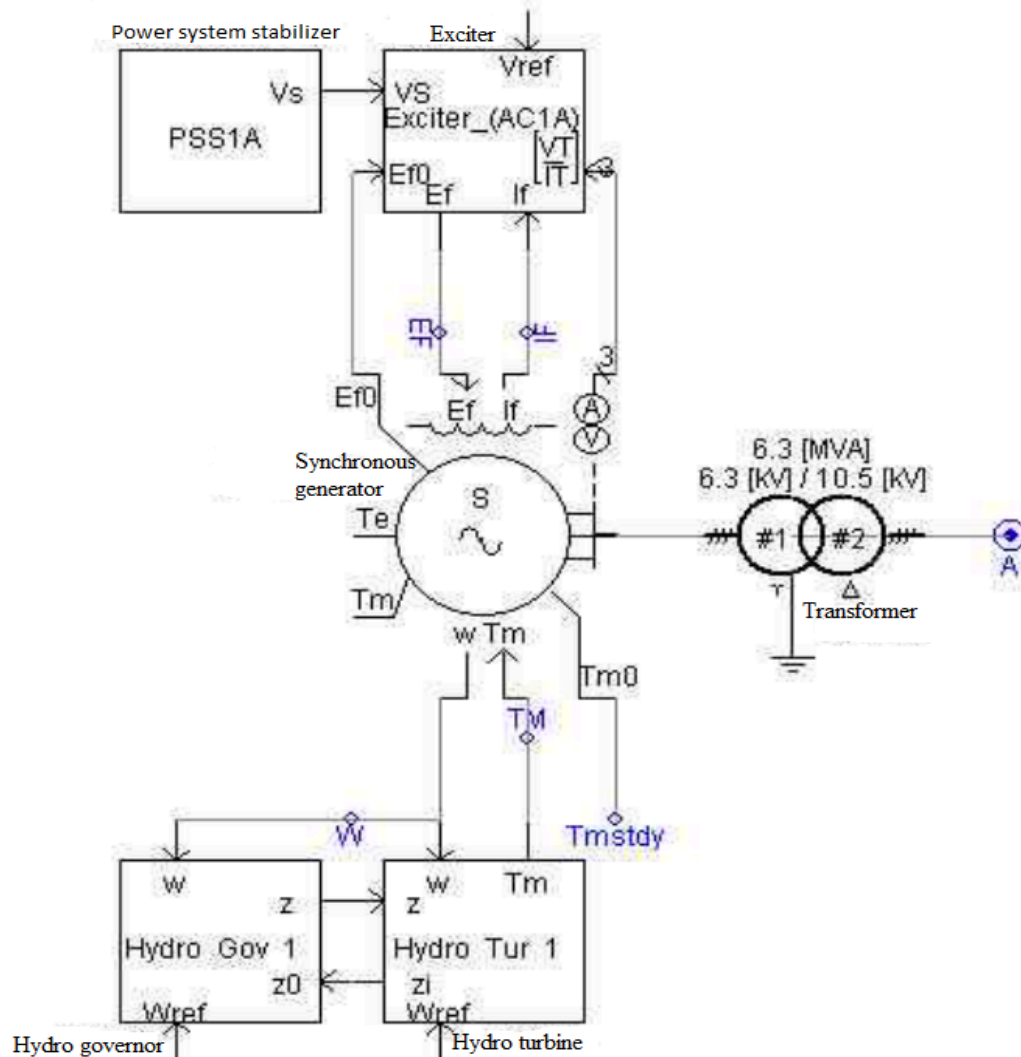 Power system stabilizer
Exciter
Vref
Vs
VS
Exciter_(AC1A)
PSS1A
VT
IT
3
Ef0
Ef
If
EF
IF
3
Ef0
Ef
If
A
V
6.3 [MVA]
6.3 [KV] / 10.5 [KV]
Synchronous
generator
S
Te
#1
#2
A
Tm
Transformer
w Tm
Tm0
TM
W
Tmstdy
w
w
Tm
z
z
Hydro Gov 1
Hydro Tur 1
z0
zi
Wref
Wref
Hydro governor
Hydro turbine